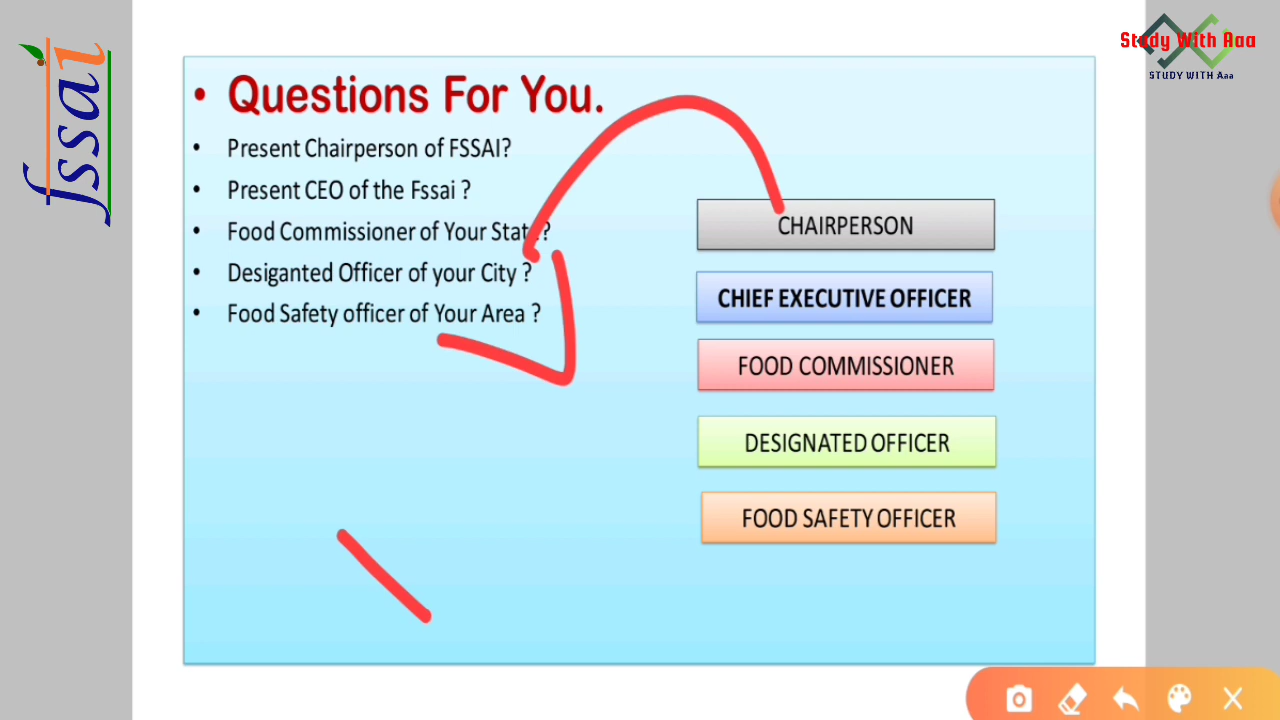 fssai
Study With Aaa
STUDY WITH Aaa
• Questions For You.
• Present Chairperson of FSSAI?
• Present CEO of the Fssai ?
• Food Commissioner of Your State?
• Desiganted Officer of your City ?
• Food Safety officer of Your Area ?
CHAIRPERSON
CHIEF EXECUTIVE OFFICER
FOOD COMMISSIONER
DESIGNATED OFFICER
FOOD SAFETY OFFICER